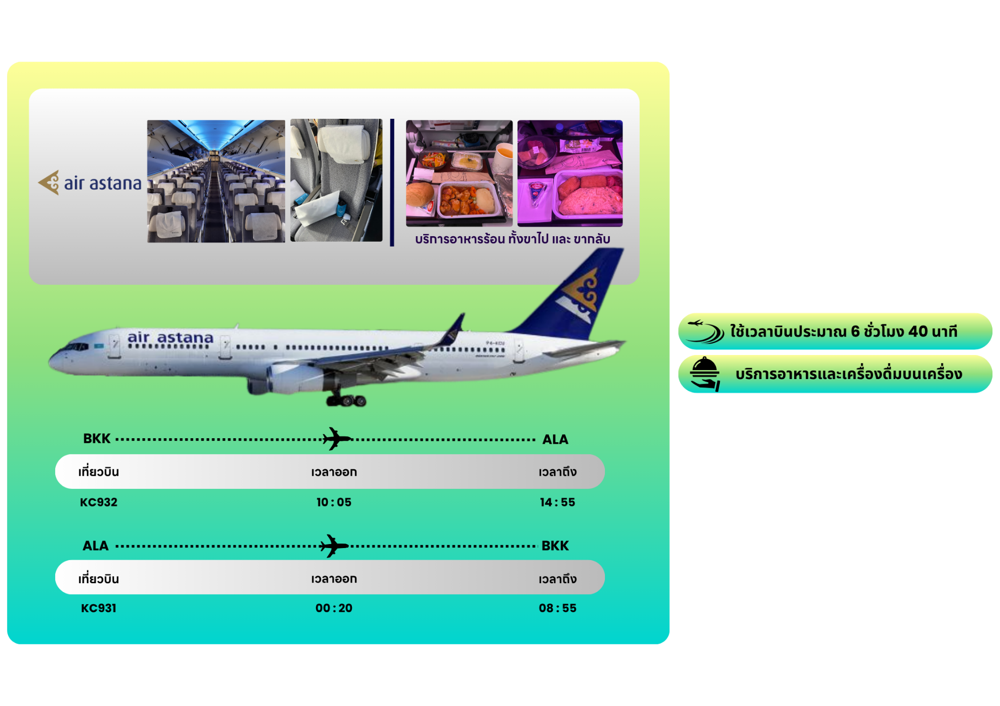 air astana
บริการอาหารร้อน ทั้งขาไป และ ขากลับ
air astana
BKK
ALA
เที่ยวบิน เวลาออก เวลาถึง
KC932 10 : 05 14 : 55
ALA
BKK
เที่ยวบิน เวลาออก เวลาถึง
KC931 00 : 20 08 : 55
ใช้เวลาบินประมาณ 6 ชั่วโมง 40 นาที
บริการอาหารและเครื่องดื่มบนเครื่อง